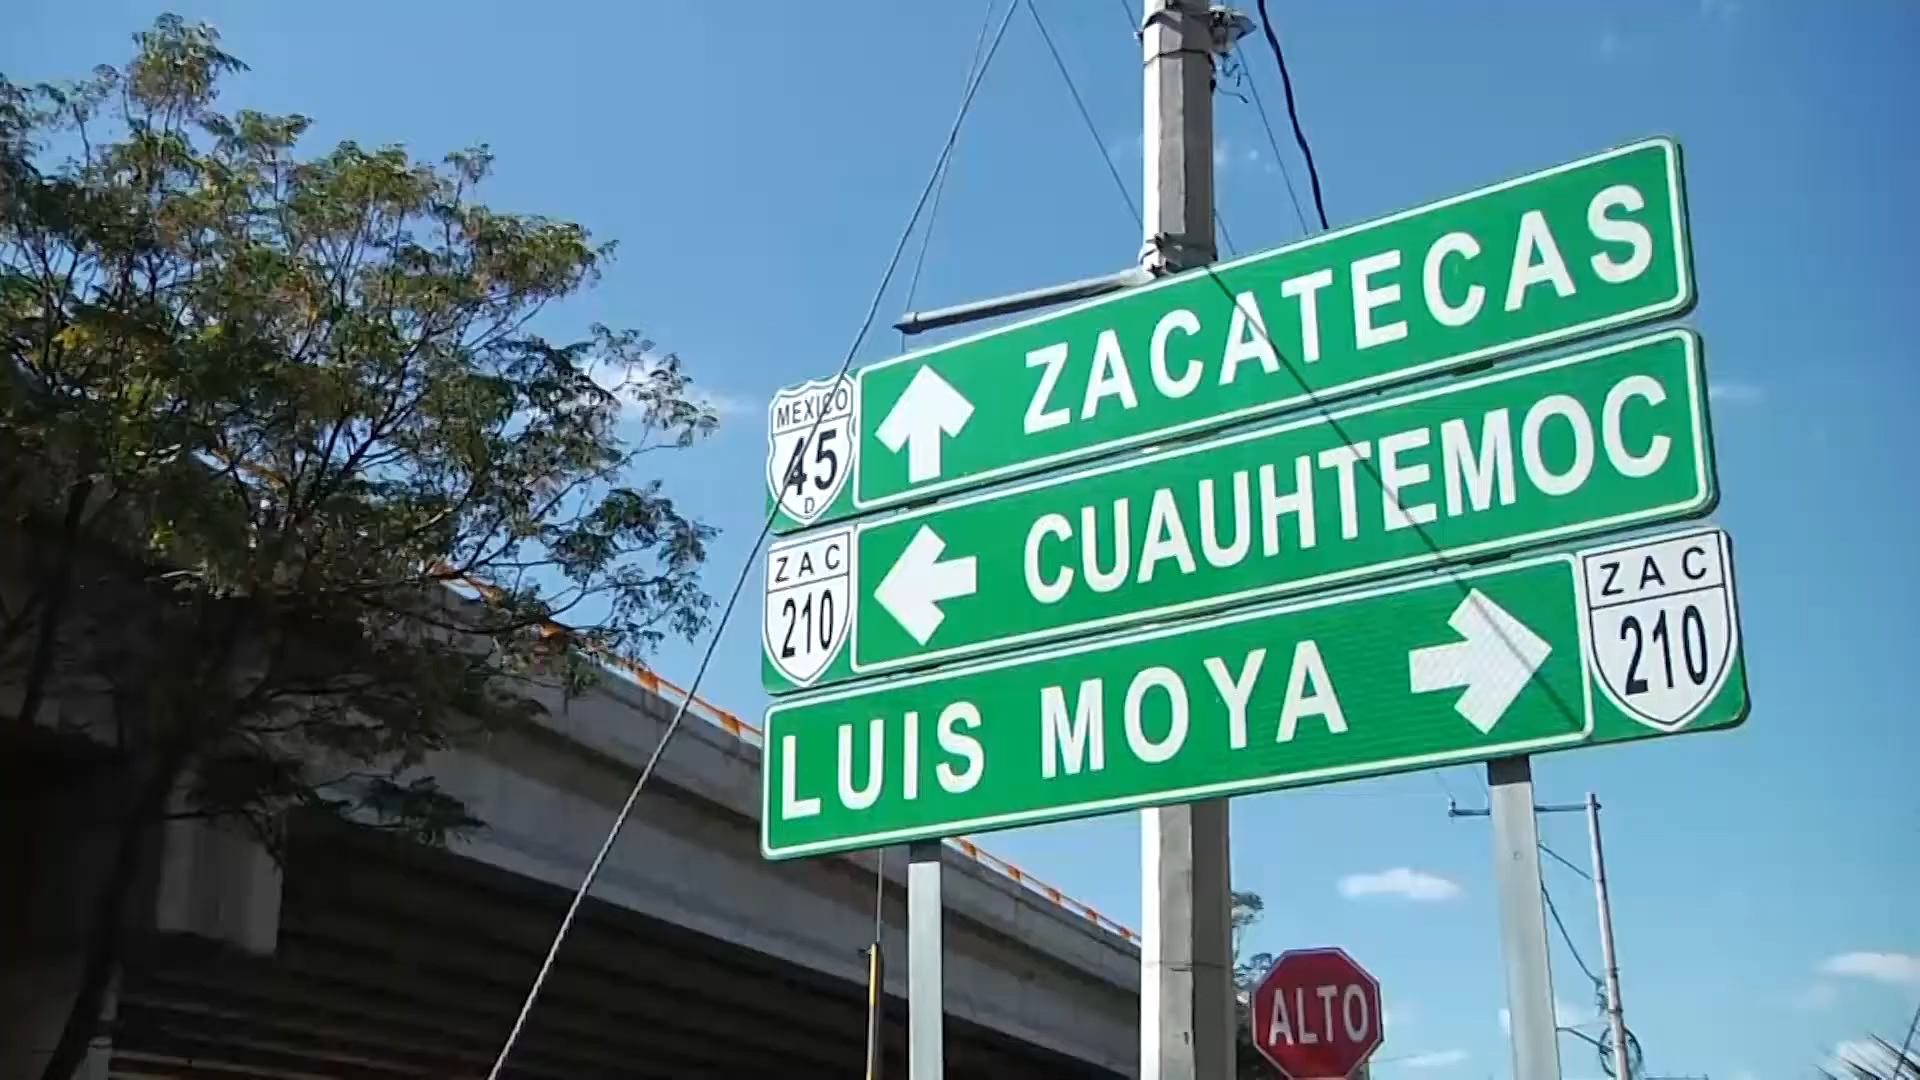 MEXICO
45
D
ZACATECAS
ZAC
210
CUAUHTEMOC
LUIS MOYA
ZAC
210
ALTO